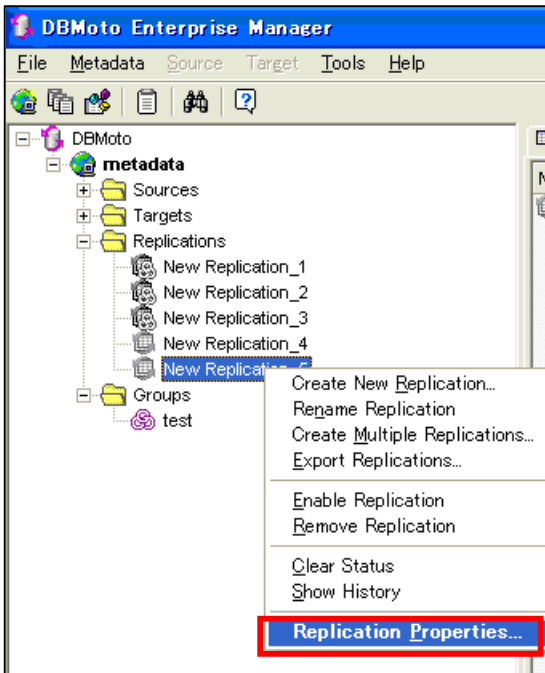 DBMoto Enterprise Manager
File Metadata Source Target Tools Help
DBMoto
metadata
Sources
Targets
Replications
New Replication_1
New Replication_2
New Replication_3
New Replication_4
New Replication_5
Groups
test
Create New Replication...
Rename Replication
Create Multiple Replications...
Export Replications...
Enable Replication
Remove Replication
Clear Status
Show History
Replication Properties...